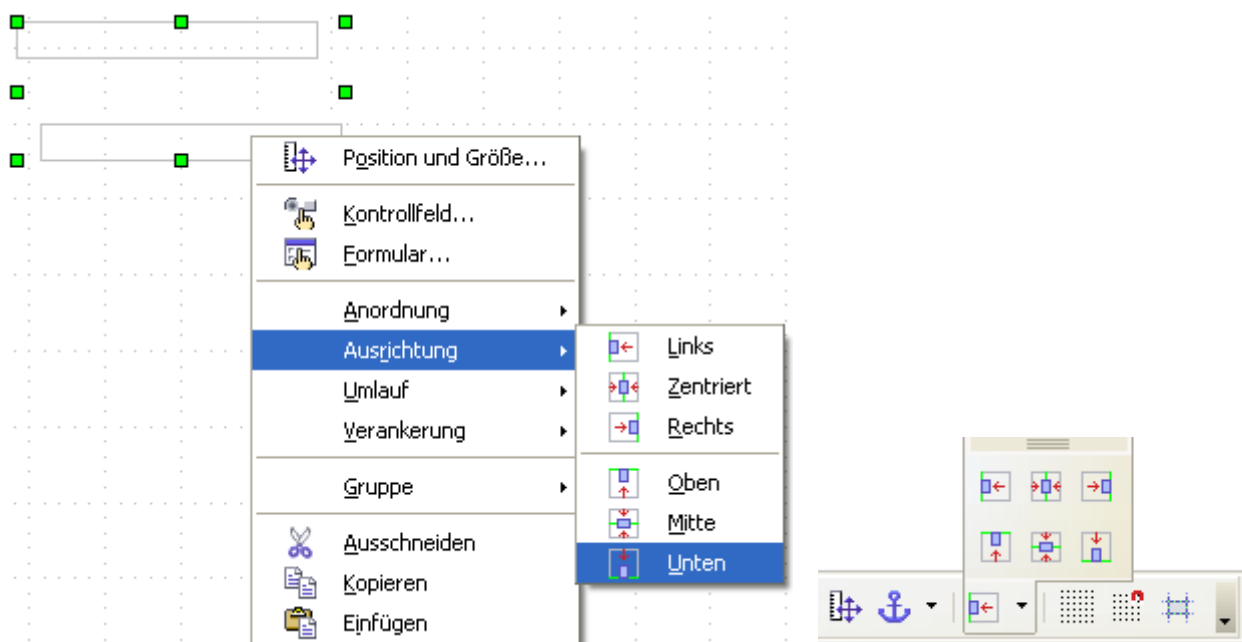 Position und Größe...
Kontrollfeld...
Formular...
Anordnung
Ausrichtung
Umlauf
Verankerung
Gruppe
Ausschneiden
Kopieren
Einfügen
Links
Zentriert
Rechts
Oben
Mitte
Unten